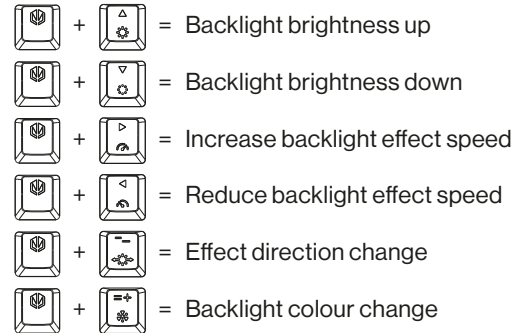 + = Backlight brightness up
+ = Backlight brightness down
+ = Increase backlight effect speed
+ = Reduce backlight effect speed
+ -_ = Effect direction change
+ =+ = Backlight colour change